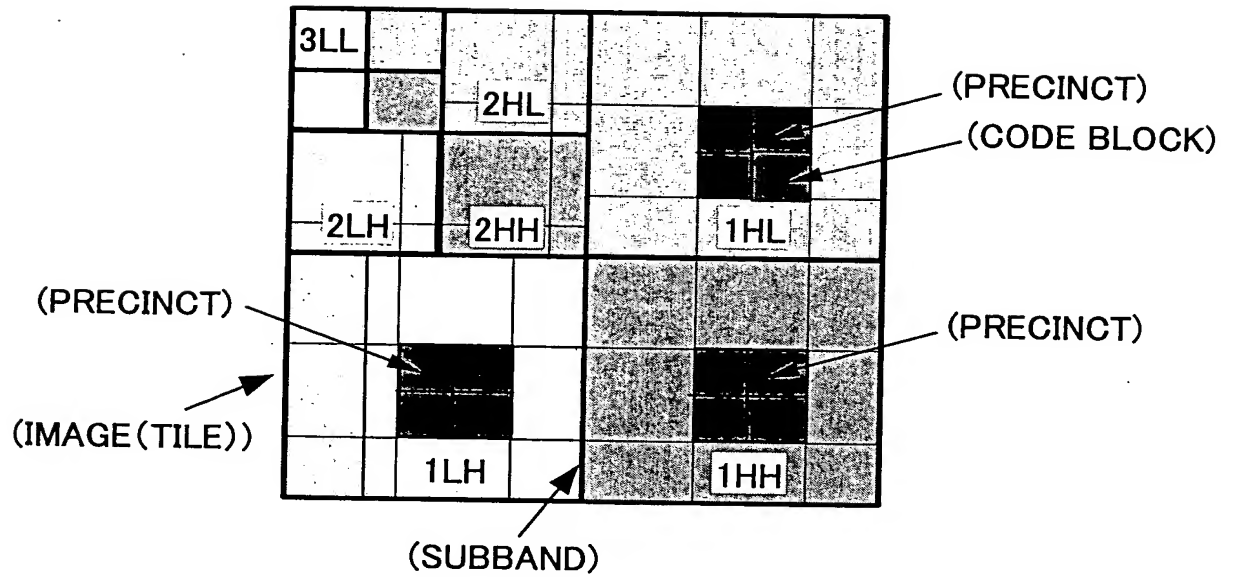 3LL
2HL
(PRECINCT)
(CODE BLOCK)
2LH
2HH
1HL
(PRECINCT)
(PRECINCT)
(IMAGE(TILE))
1LH
1HH
(SUBBAND)